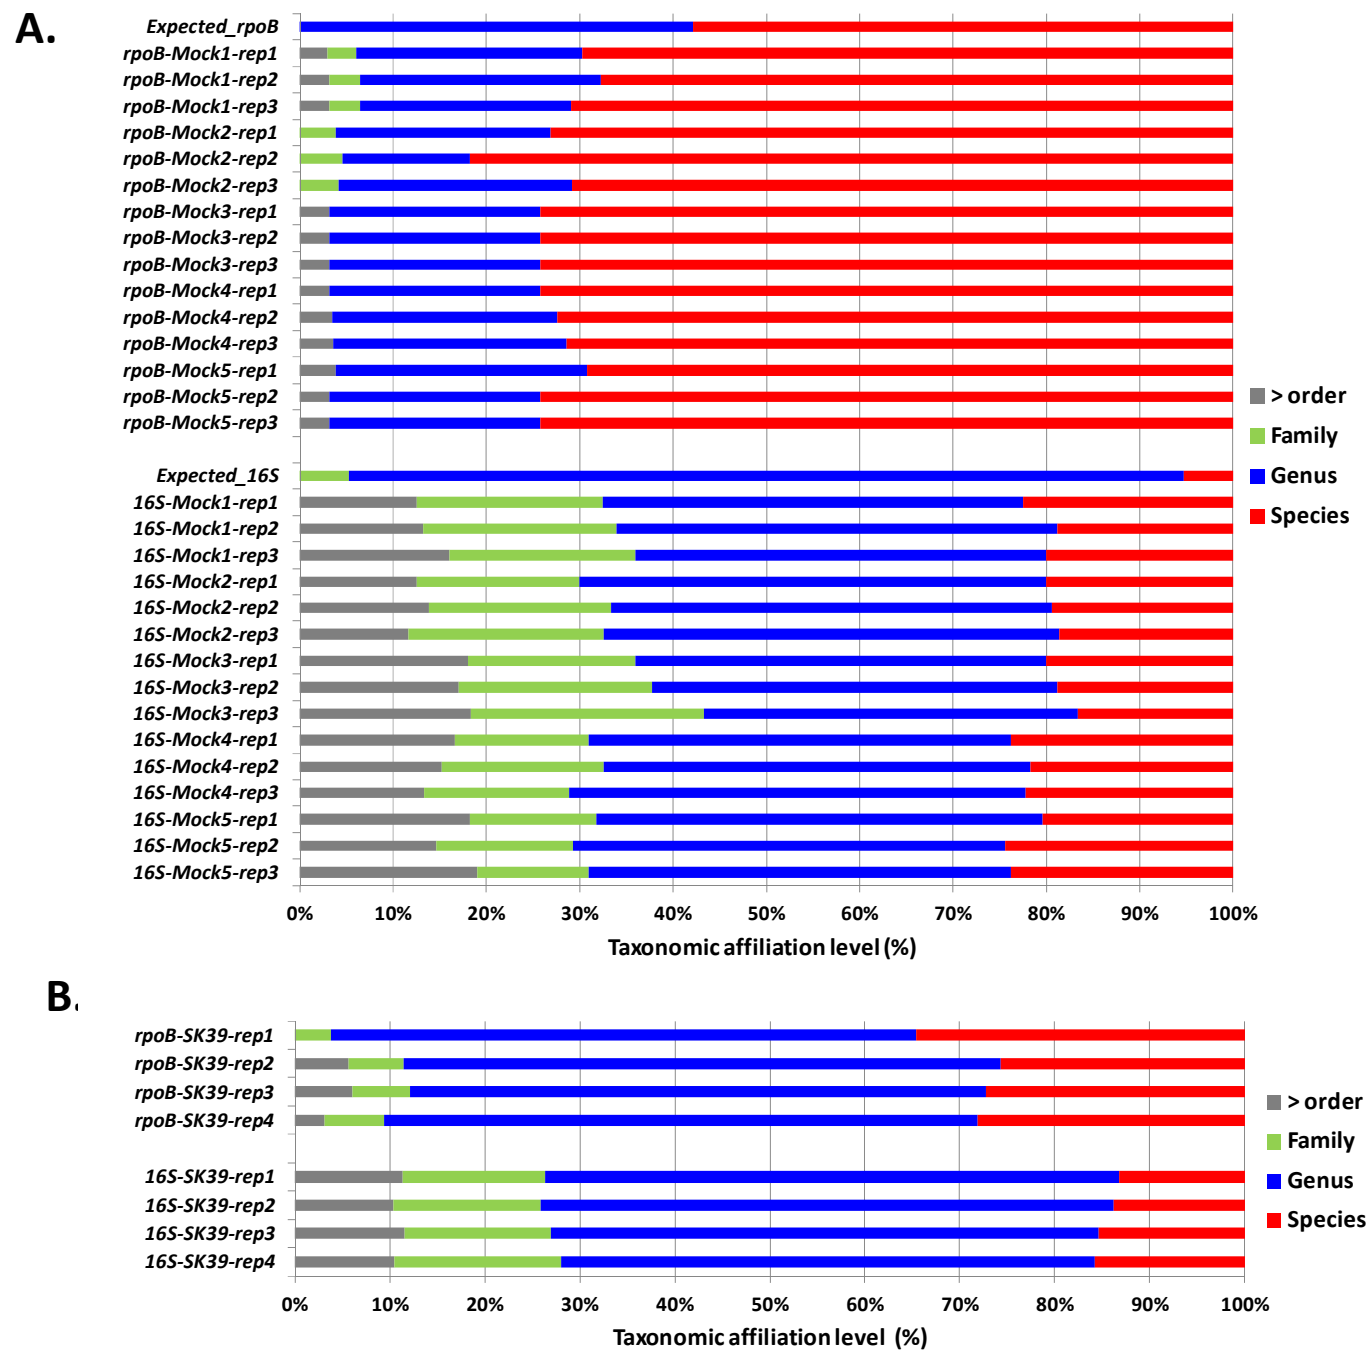 A.
Expected_rpoB
rpoB-Mock1-rep1
rpoB-Mock1-rep2
rpoB-Mock1-rep3
rpoB-Mock2-rep1
rpoB-Mock2-rep2
rpoB-Mock2-rep3
rpoB-Mock3-rep1
rpoB-Mock3-rep2
rpoB-Mock3-rep3
rpoB-Mock4-rep1
rpoB-Mock4-rep2
rpoB-Mock4-rep3
rpoB-Mock5-rep1
rpoB-Mock5-rep2
rpoB-Mock5-rep3
Expected_16S
16S-Mock1-rep1
16S-Mock1-rep2
16S-Mock1-rep3
16S-Mock2-rep1
16S-Mock2-rep2
16S-Mock2-rep3
16S-Mock3-rep1
16S-Mock3-rep2
16S-Mock3-rep3
16S-Mock4-rep1
16S-Mock4-rep2
16S-Mock4-rep3
16S-Mock5-rep1
16S-Mock5-rep2
16S-Mock5-rep3
0% 10% 20% 30% 40% 50% 60% 70% 80% 90% 100%
Taxonomic affiliation level (%)
> order
Family
Genus
Species
B.
rpoB-SK39-rep1
rpoB-SK39-rep2
rpoB-SK39-rep3
rpoB-SK39-rep4
16S-SK39-rep1
16S-SK39-rep2
16S-SK39-rep3
16S-SK39-rep4
0% 10% 20% 30% 40% 50% 60% 70% 80% 90% 100%
Taxonomic affiliation level (%)
> order
Family
Genus
Species